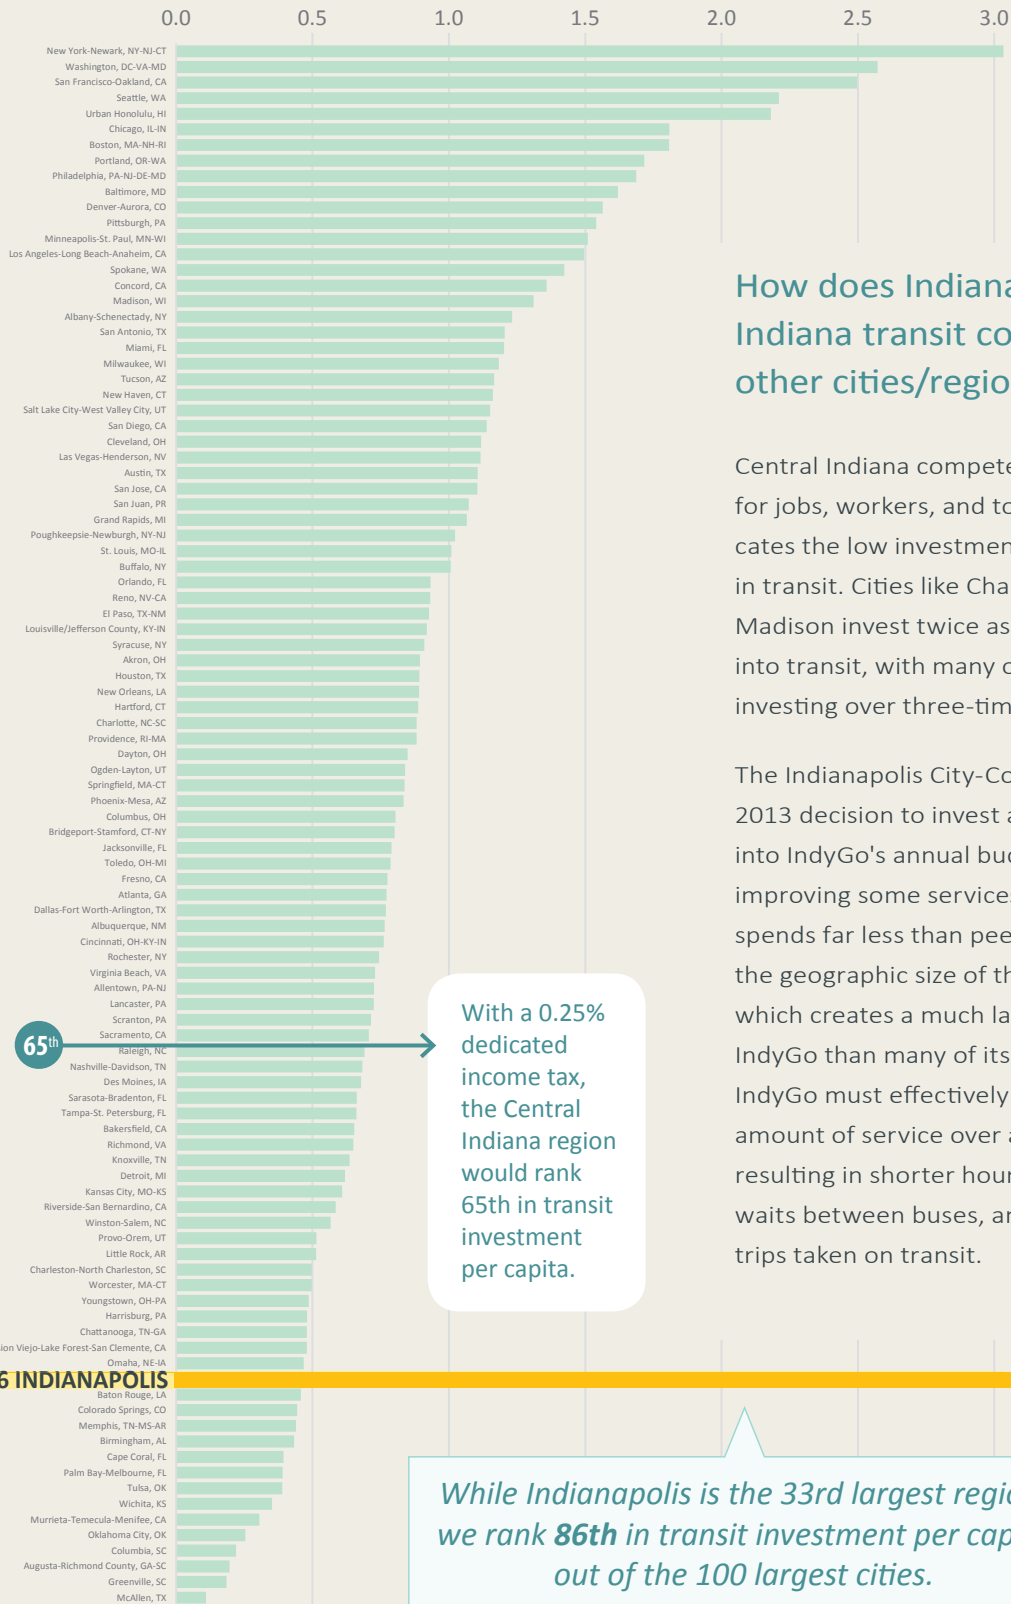 0.0 0.5 1.0 1.5 2.0 2.5 3.0
New York-Newark, NY-NJ-CT
Washington, DC-VA-MD
San Francisco-Oakland, CA
Seattle, WA
Urban Honolulu, HI
Chicago, IL-IN
Boston, MA-NH-RI
Portland, OR-WA
Philadelphia, PA-NJ-DE-MD
Baltimore, MD
Denver-Aurora, CO
Pittsburgh, PA
Minneapolis-St. Paul, MN-WI
Los Angeles-Long Beach-Anaheim, CA
Spokane, WA
Concord, CA
Madison, WI
Albany-Schenectady, NY
San Antonio, TX
Miami, FL
Milwaukee, WI
Tucson, AZ
New Haven, CT
Salt Lake City-West Valley City, UT
San Diego, CA
Cleveland, OH
Las Vegas-Henderson, NV
Austin, TX
San Jose, CA
San Juan, PR
Grand Rapids, MI
Poughkeepsie-Newburgh, NY-NJ
St. Louis, MO-IL
Buffalo, NY
Orlando, FL
Reno, NV-CA
El Paso, TX-NM
Louisville/Jefferson County, KY-IN
Syracuse, NY
Akron, OH
Houston, TX
New Orleans, LA
Hartford, CT
Charlotte, NC-SC
Providence, RI-MA
Dayton, OH
Ogden-Layton, UT
Springfield, MA-CT
Phoenix-Mesa, AZ
Columbus, OH
Bridgeport-Stamford, CT-NY
Jacksonville, FL
Toledo, OH-MI
Fresno, CA
Atlanta, GA
Dallas-Fort Worth-Arlington, TX
Albuquerque, NM
Cincinnati, OH-KY-IN
Rochester, NY
Virginia Beach, VA
Allentown, PA-NJ
Lancaster, PA
Scranton, PA
Sacramento, CA
65th
Raleigh, NC
Nashville-Davidson, TN
Des Moines, IA
Sarasota-Bradenton, FL
Tampa-St. Petersburg, FL
Bakersfield, CA
Richmond, VA
Knoxville, TN
Detroit, MI
Kansas City, MO-KS
Riverside-San Bernardino, CA
Winston-Salem, NC
Provo-Orem, UT
Little Rock, AR
Charleston-North Charleston, SC
Worcester, MA-CT
Youngstown, OH-PA
Harrisburg, PA
Chattanooga, TN-GA
ion Viejo-Lake Forest-San Clemente, CA
Omaha, NE-IA
6 INDIANAPOLIS
Baton Rouge, LA
Colorado Springs, CO
Memphis, TN-MS-AR
Birmingham, AL
Cape Coral, FL
Palm Bay-Melbourne, FL
Tulsa, OK
Wichita, KS
Murrieta-Temecula-Menifee, CA
Oklahoma City, OK
Columbia, SC
Augusta-Richmond County, GA-SC
Greenville, SC
McAllen, TX
With a 0.25%
dedicated
income tax,
the Central
Indiana region
would rank
65th in transit
investment
per capita.
How does Indiana
Indiana transit co
other cities/regio
Central Indiana compete
for jobs, workers, and to
cates the low investmen
in transit. Cities like Cha
Madison invest twice as
into transit, with many o
investing over three-tim
The Indianapolis City-Co
2013 decision to invest a
into IndyGo's annual bud
improving some services
spends far less than pee
the geographic size of th
which creates a much la
IndyGo than many of its
IndyGo must effectively
amount of service over a
resulting in shorter hour
waits between buses, an
trips taken on transit.
While Indianapolis is the 33rd largest regio
we rank 86th in transit investment per cap
out of the 100 largest cities.